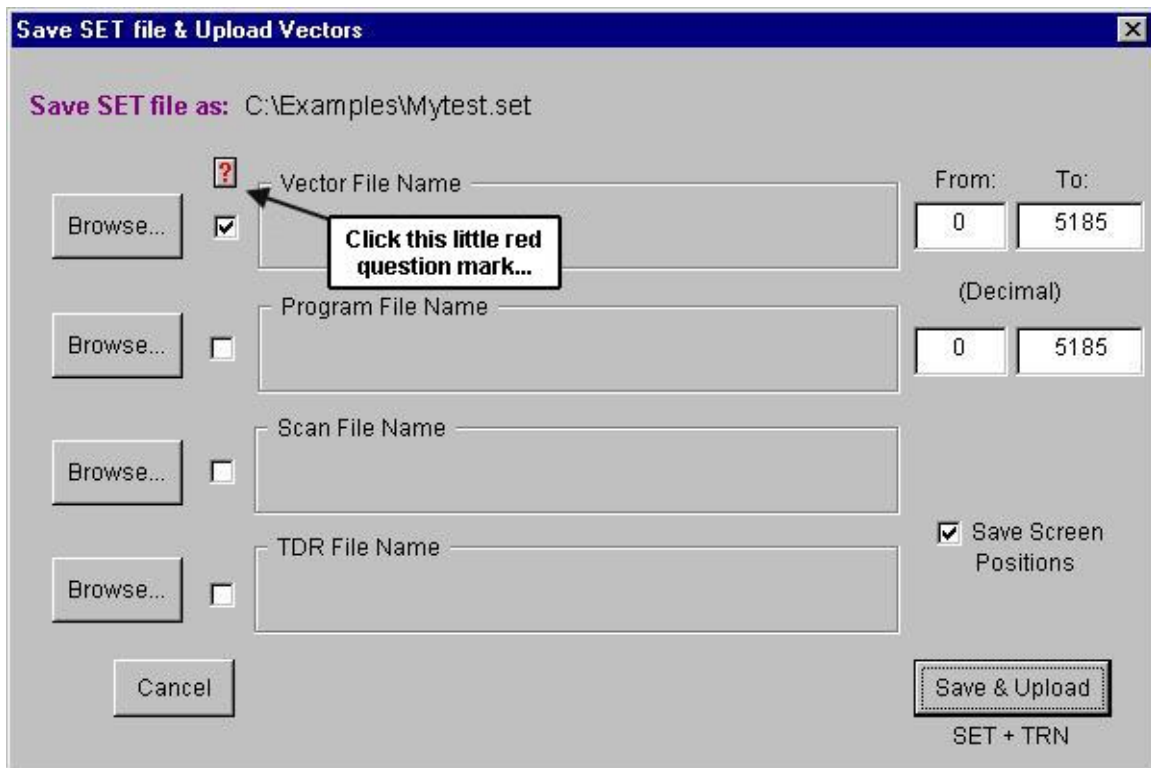 Save SET file & Upload Vectors
Save SET file as: C:\Examples\Mytest.set
?
Vector File Name
From: To:
Browse...
0 5185
Click this little red
question mark...
(Decimal)
Program File Name
Browse...
0 5185
Scan File Name
Browse...
Save Screen
Positions
TDR File Name
Browse...
Cancel
Save & Upload
SET + TRN